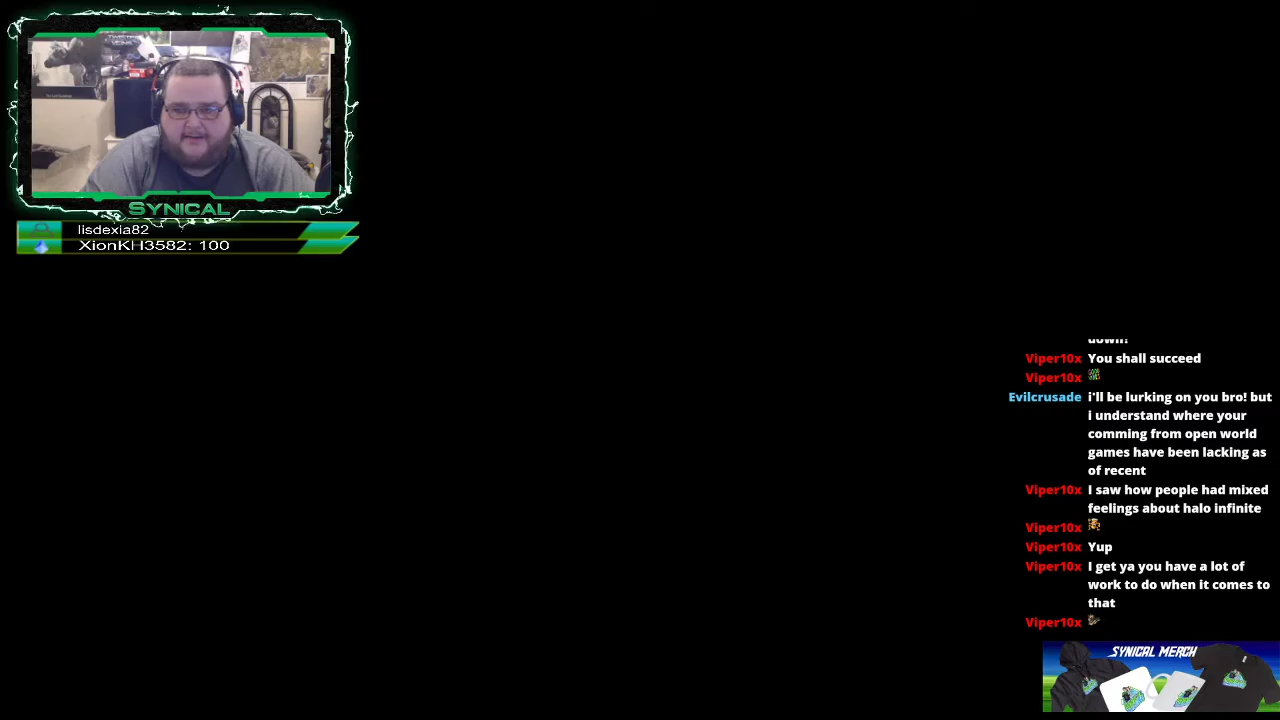 SYNICAL
lisdexia82
XionKH3582: 100
down!
Viper10x You shall succeed
Viper10x
Evilcrusade i'll be lurking on you bro! but
i understand where your
comming from open world
games have been lacking as
of recent
Viper10x I saw how people had mixed
feelings about halo infinite
Viper10x
Viper10x Yup
Viper10x I get ya you have a lot of
work to do when it comes to
that
Viper10x
SYNICAL MERCH